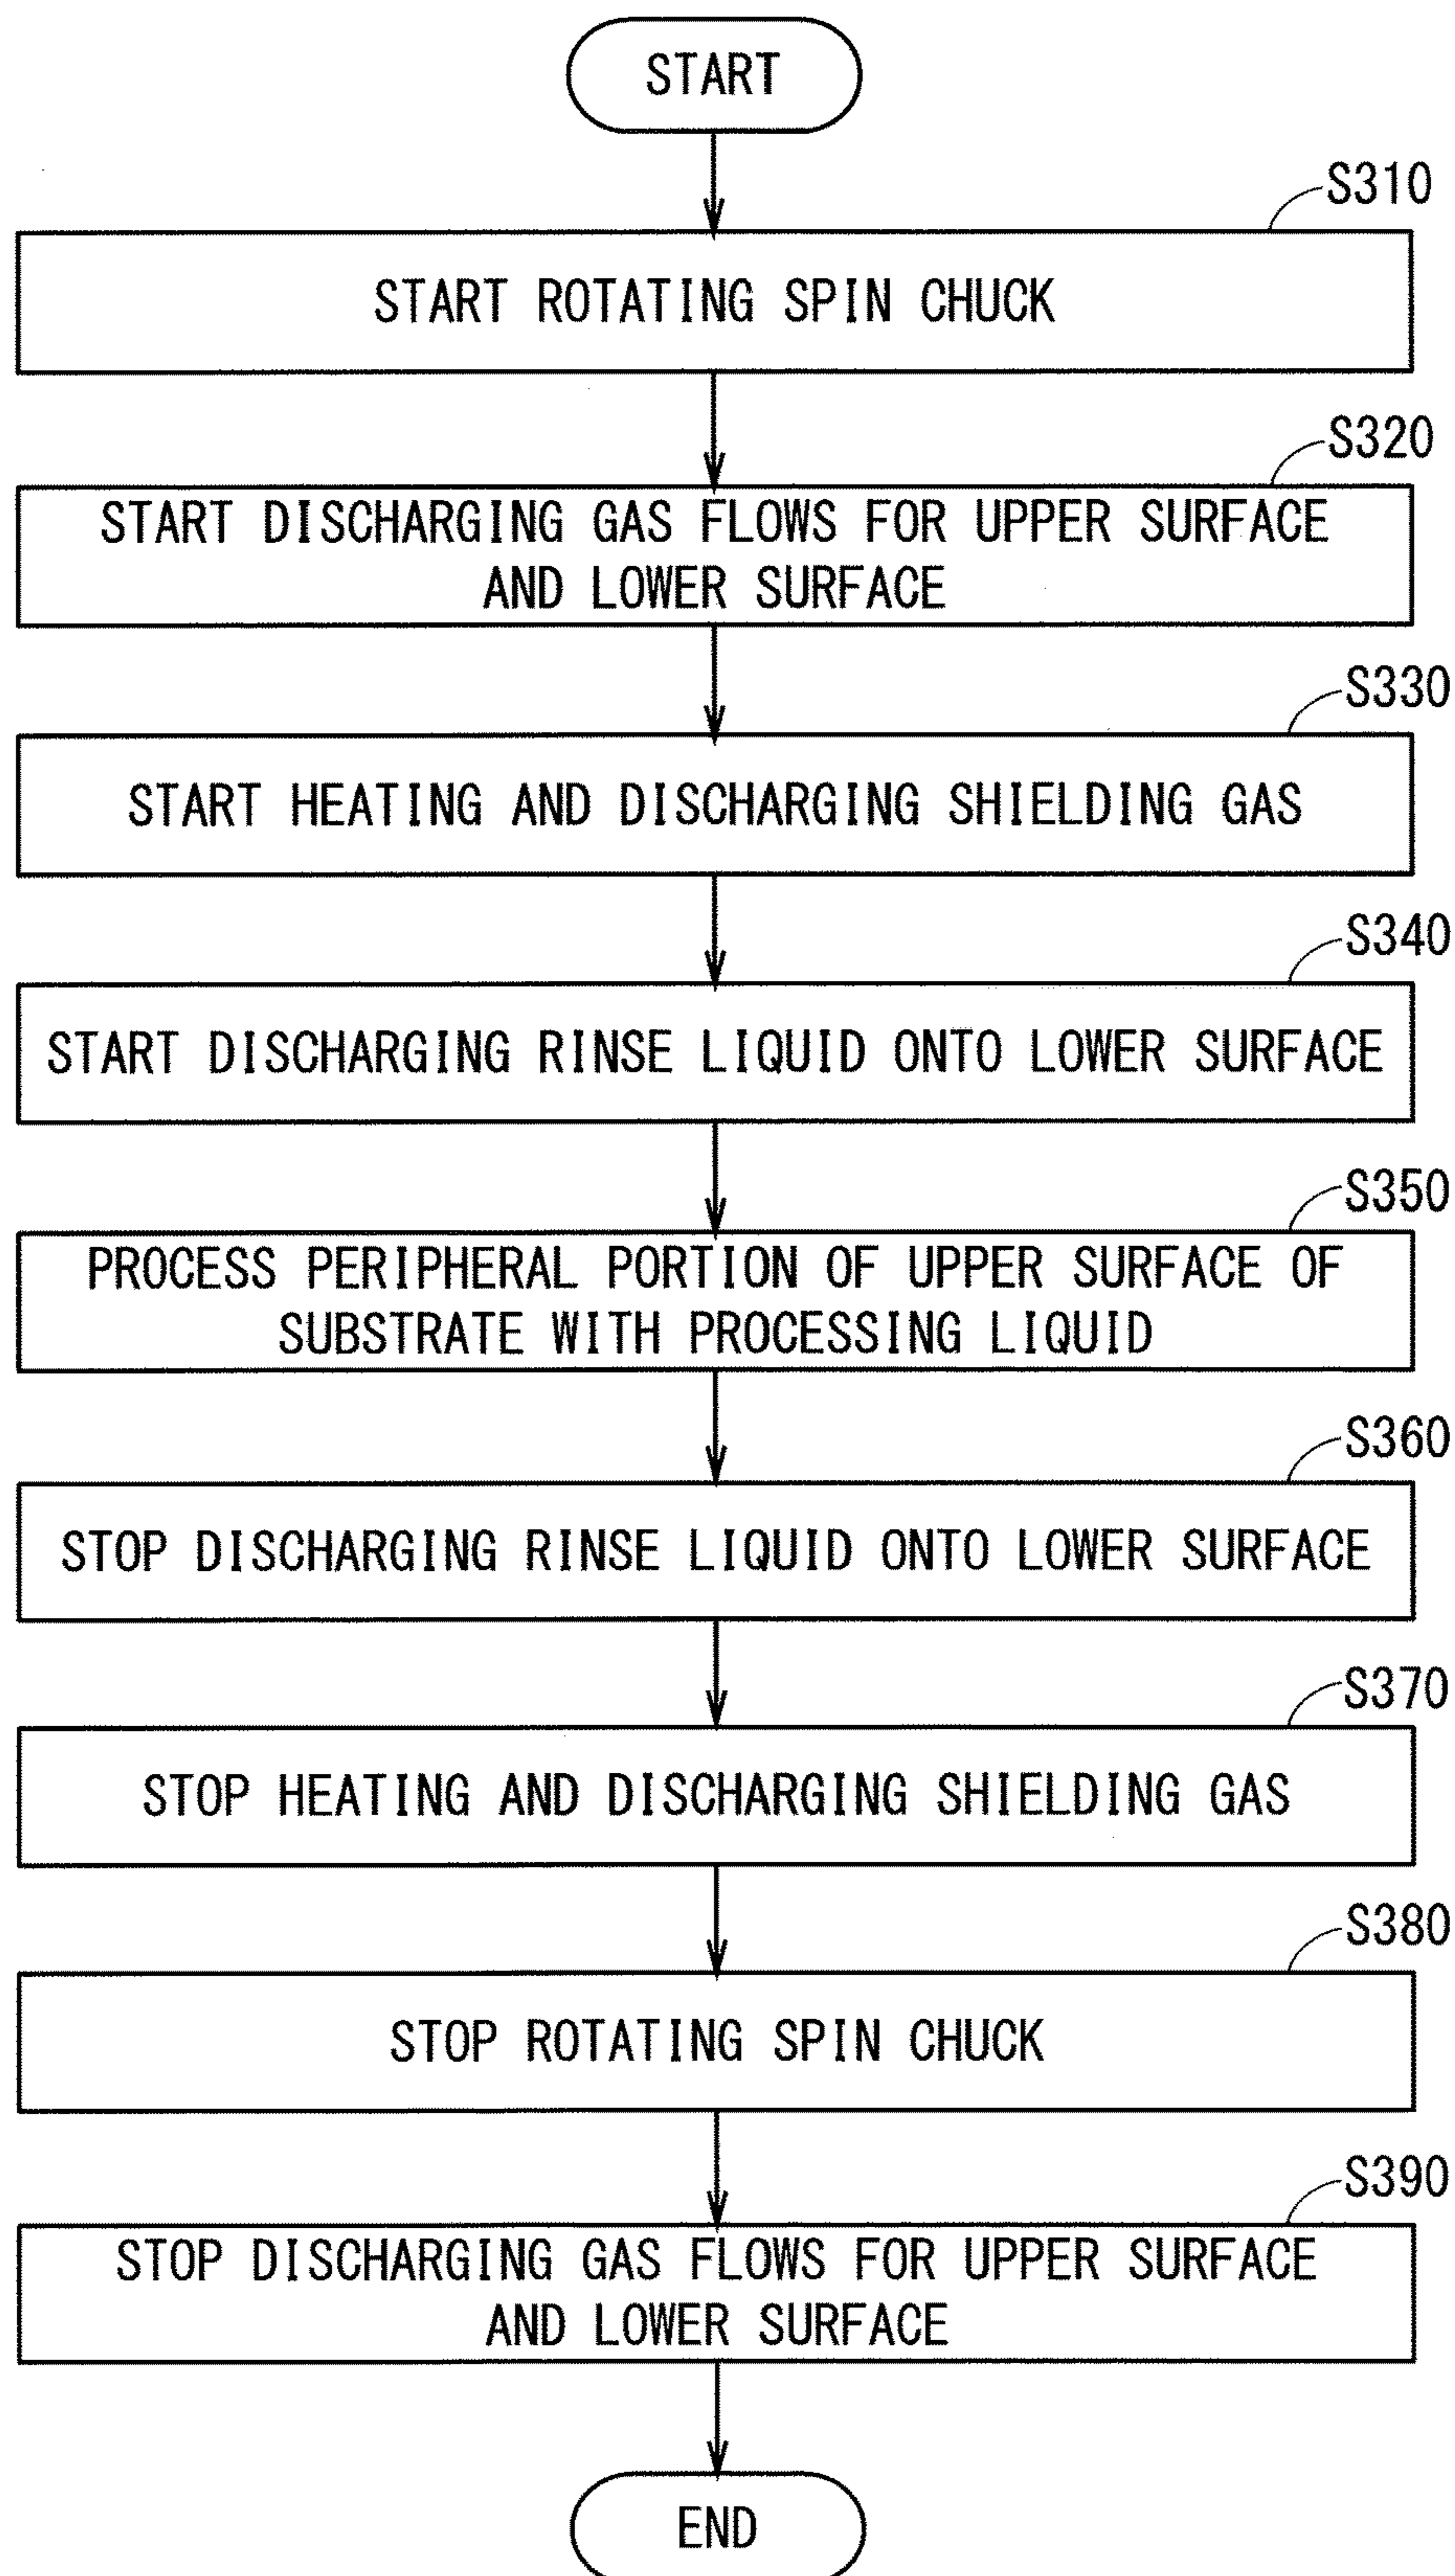 START
S310
START ROTATING SPIN CHUCK
S320
START DISCHARGING GAS FLOWS FOR UPPER SURFACE
AND LOWER SURFACE
S330
START HEATING AND DISCHARGING SHIELDING GAS
S340
START DISCHARGING RINSE LIQUID ONTO LOWER SURFACE
S350
PROCESS PERIPHERAL PORTION OF UPPER SURFACE OF
SUBSTRATE WITH PROCESSING LIQUID
S360
STOP DISCHARGING RINSE LIQUID ONTO LOWER SURFACE
S370
STOP HEATING AND DISCHARGING SHIELDING GAS
S380
STOP ROTATING SPIN CHUCK
S390
STOP DISCHARGING GAS FLOWS FOR UPPER SURFACE
AND LOWER SURFACE
END